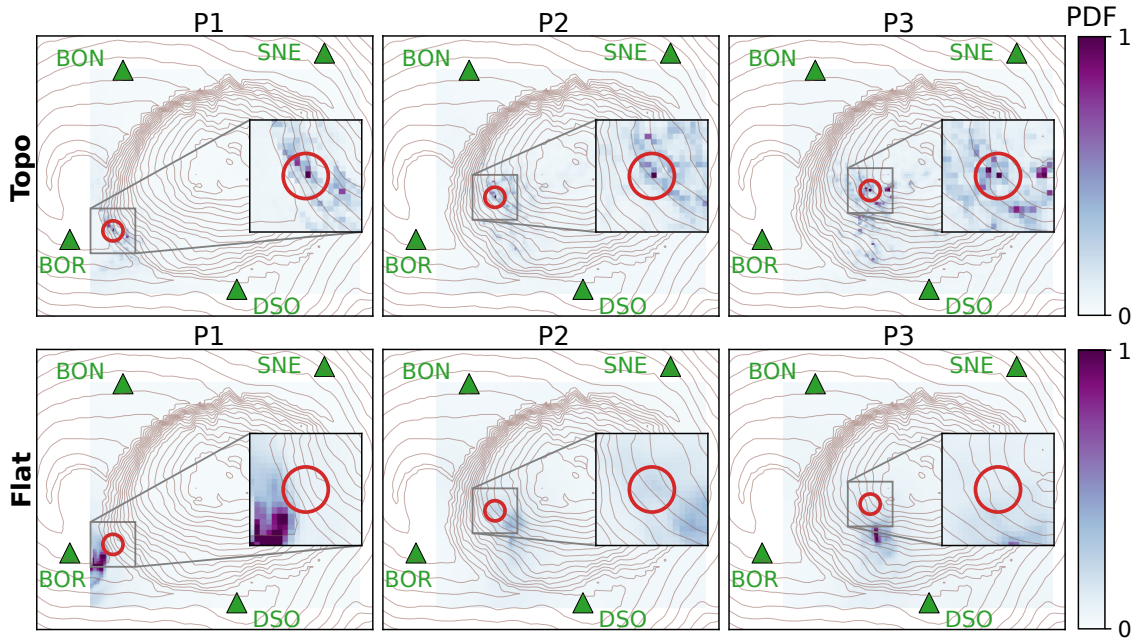 P1 P2 P3 PDF
Topo
BON SNE BOR DSO
BON SNE BOR DSO
BON SNE BOR DSO
1
0
P1 P2 P3
Flat
BON SNE BOR DSO
BON SNE BOR DSO
BON SNE BOR DSO
1
0